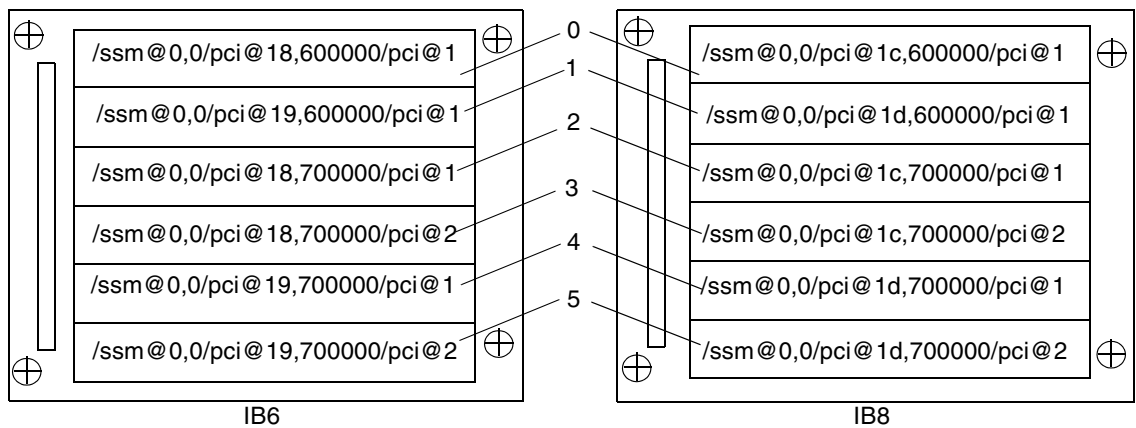 /ssm@0,0/pci@18,600000/pci@1
/ssm@0,0/pci@19,600000/pci@1
/ssm@0,0/pci@18,700000/pci@1
/ssm@0,0/pci@18,700000/pci@2
/ssm@0,0/pci@19,700000/pci@1
/ssm@0,0/pci@19,700000/pci@2
IB6
0
1
2
3
4
5
/ssm@0,0/pci@1c,600000/pci@1
/ssm@0,0/pci@1d,600000/pci@1
/ssm@0,0/pci@1c,700000/pci@1
/ssm@0,0/pci@1c,700000/pci@2
/ssm@0,0/pci@1d,700000/pci@1
/ssm@0,0/pci@1d,700000/pci@2
IB8